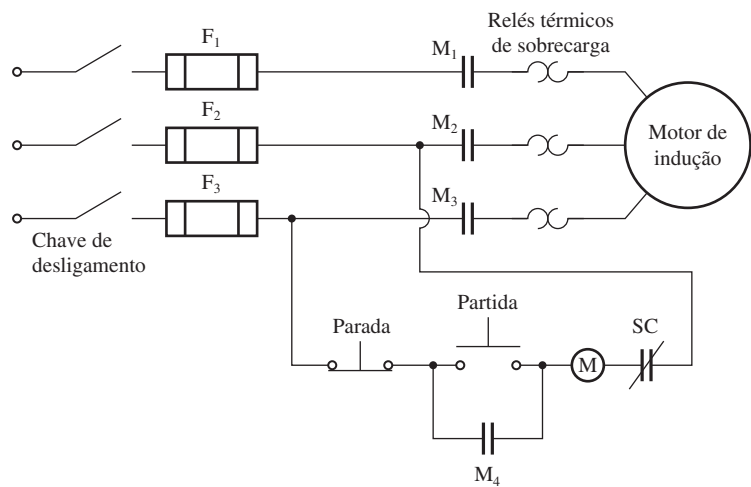 F₁
M₁
Relés térmicos
de sobrecarga
F₂
M₂
Motor de
indução
F₃
M₃
Chave de
desligamento
Parada
Partida
SC
M
M₄